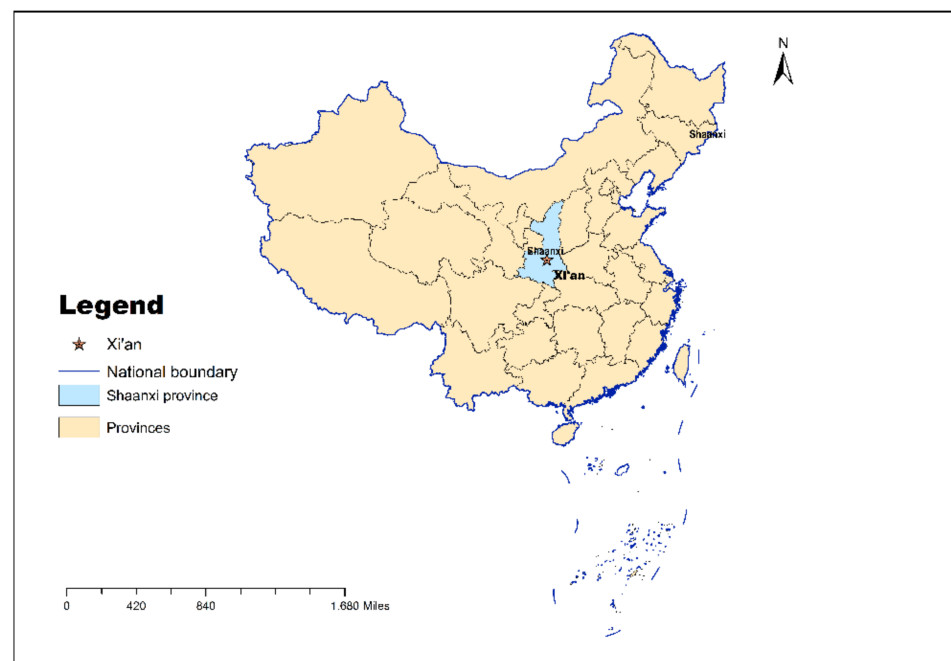 N
Shaanxi
Shaanxi
Xi'an
Legend
Xi'an
National boundary
Shaanxi province
Provinces
0 420 840 1.680 Miles